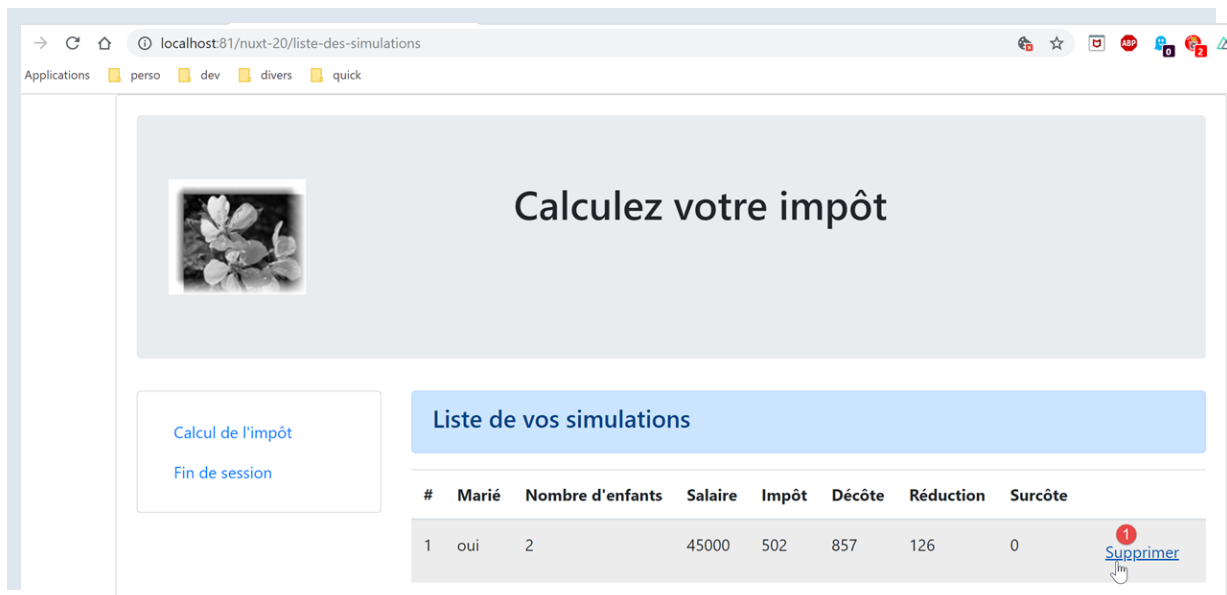 localhost:81/nuxt-20/liste-des-simulations
ABP
0
2
Applications perso dev divers quick
Calculez votre impôt
Calcul de l'impôt
Fin de session
Liste de vos simulations
# Marié Nombre d'enfants Salaire Impôt Décôte Réduction Surcôte
1 oui 2 45000 502 857 126 0 Supprimer
1